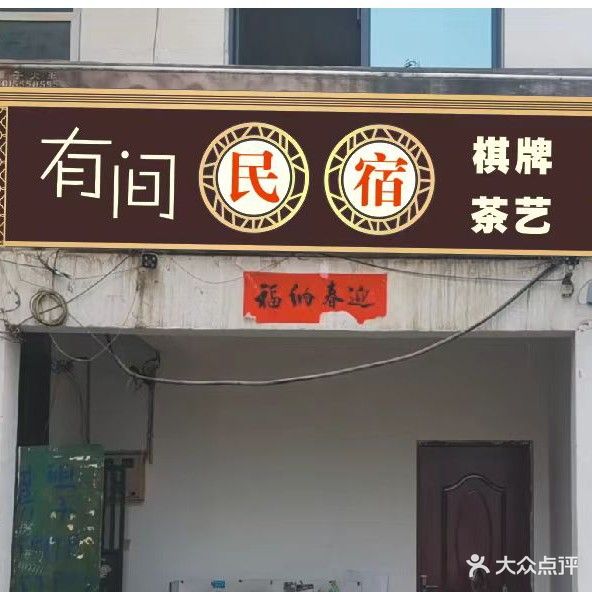 有间民宿
棋牌
茶艺
福纳春迎
大众点评